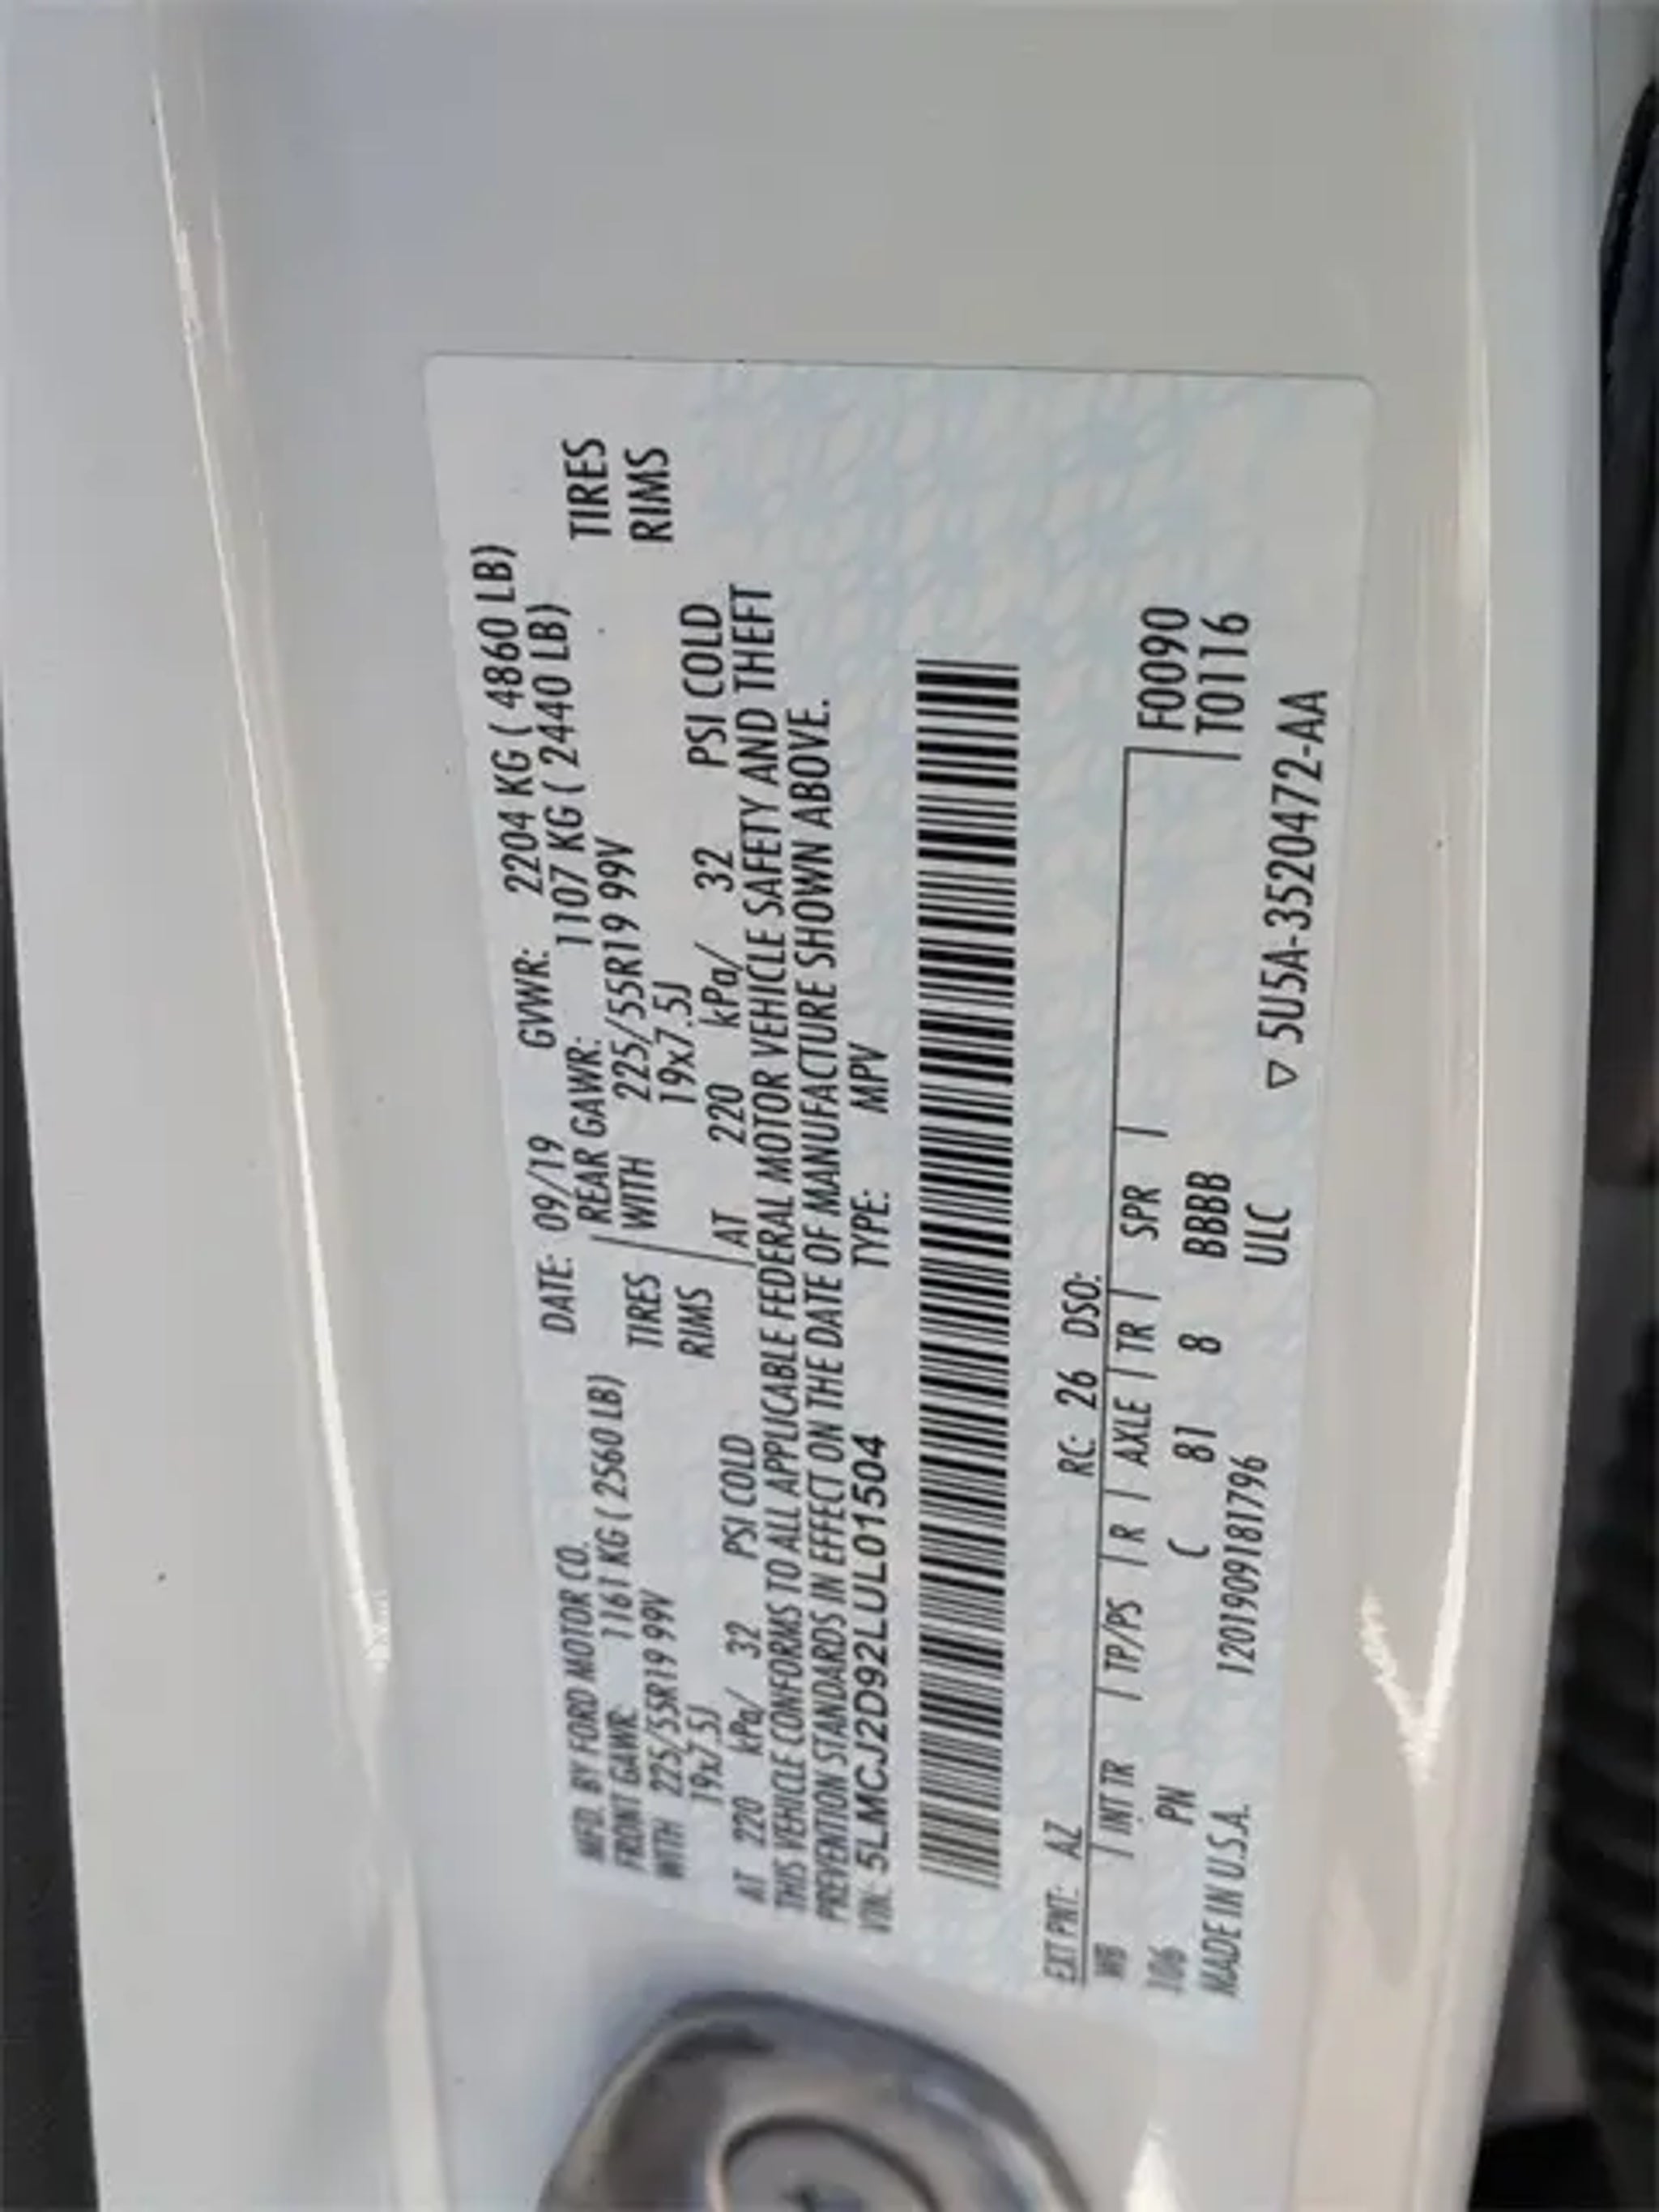 MFD. BY FORD MOTOR CO. DATE: 09/19 GVWR: 2204 KG ( 4860 LB)
FRONT GAWR: 1161 KG ( 2560 LB) REAR GAWR: 1107 KG ( 2440 LB)
WITH 225/55R19 99V TIRES WITH 225/55R19 99V TIRES
19x7.5J RIMS 19x7.5J RIMS
AT 220 kPa/ 32 PSI COLD AT 220 kPa/ 32 PSI COLD
THIS VEHICLE CONFORMS TO ALL APPLICABLE FEDERAL MOTOR VEHICLE SAFETY AND THEFT
PREVENTION STANDARDS IN EFFECT ON THE DATE OF MANUFACTURE SHOWN ABOVE.
VIN: 5LMCJ2D92LUL01504 TYPE: MPV
EXT PNT: AZ RC: 26 DSO:
WB | INT TR | TP/PS | R | AXLE | TR | SPR | F0090
106 PN C 81 8 BBBB T0116
MADE IN U.S.A. 1201909181796 ULC
▽ 5U5A-3520472-AA